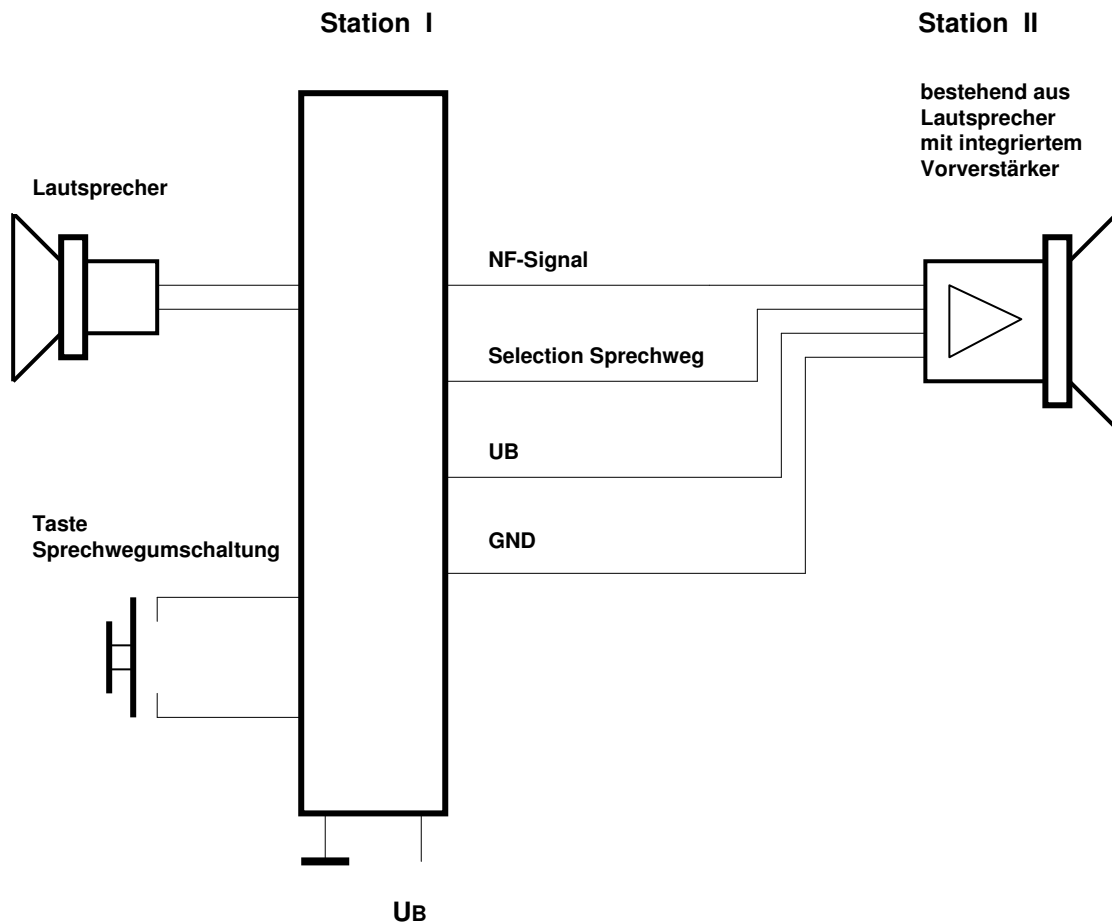 Station I
Station II
bestehend aus
Lautsprecher
mit integriertem
Vorverstärker
Lautsprecher
NF-Signal
Selection Sprechweg
UB
Taste
Sprechwegumschaltung
GND
UB